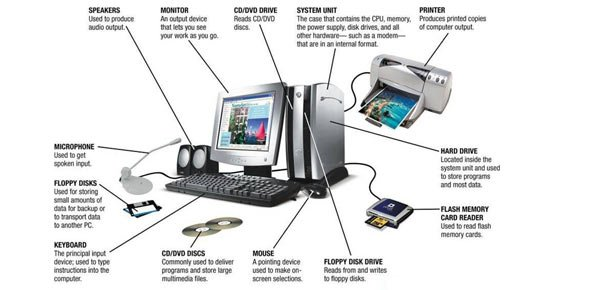 SPEAKERS
Used to produce
audio output.
MONITOR
An output device
that lets you
see your work as you go.
CD/DVD DRIVE
Reads CD/DVD
discs.
SYSTEM UNIT
The case that contains the CPU, memory,
the power supply, disk drives, and all
other hardware— such as a modem—
that are in an internal format.
PRINTER
Produces printed copies
of computer output.
MICROPHONE
Used to get
spoken input.
FLOPPY DISKS
Used for storing
small amounts of
data for backup or
to transport data
to another PC.
KEYBOARD
The principal input
device; used to type
instructions into the
computer.
CD/DVD DISCS
Commonly used to deliver
programs and store large
multimedia files.
MOUSE
A pointing device
used to make on-
screen selections.
FLOPPY DISK DRIVE
Reads from and writes
to floppy disks.
HARD DRIVE
Located inside the
system unit and used
to store programs
and most data.
FLASH MEMORY
CARD READER
Used to read flash
memory cards.